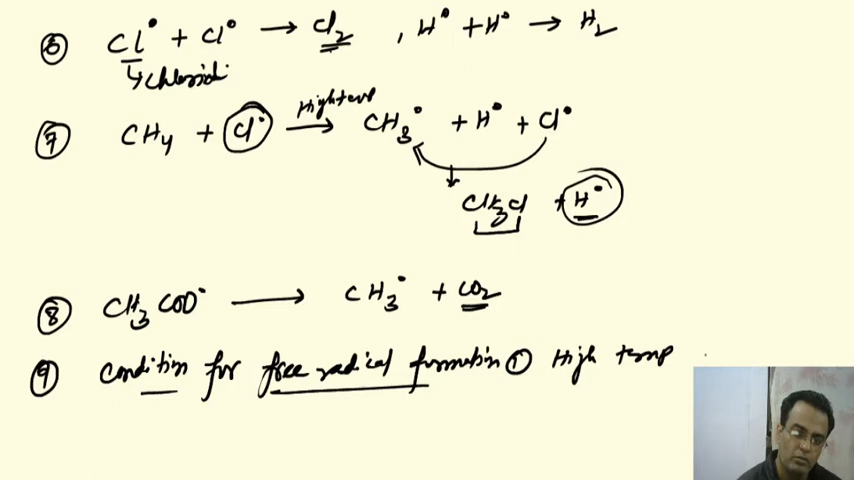 ⑥ Cl• + Cl• → Cl2 , H• + H• → H2
↳ chloride
⑦ CH4 + Cl• High temp → CH3• + H• + Cl•
CH3Cl + H•
⑧ CH3COO• → CH3• + CO2
⑨ Condition for free radical formation ① High temp